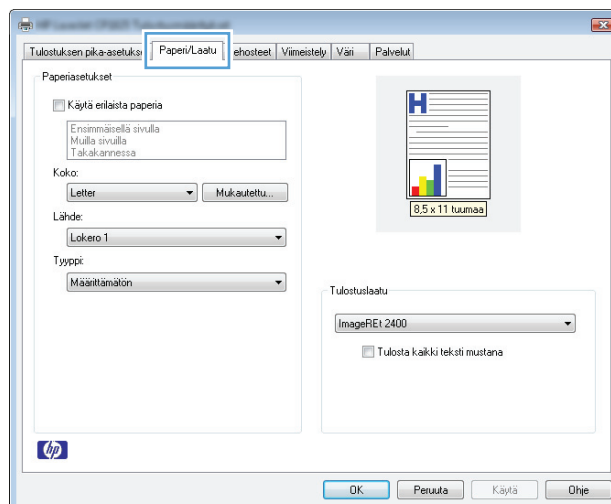 Tulostuksen pika-asetukse
Paperi/Laatu
ehosteet
Viimeistely
Väri
Palvelut
Paperiasetukset
Käytä erilaista paperia
Ensimmäisellä sivulla
Muilla sivuilla
Takakannessa
Koko:
Letter
Mukautettu...
Lähde:
Lokero 1
Tyyppi:
Määrittämätön
H
8,5 x 11 tuumaa
Tulostuslaatu
ImageREt 2400
Tulosta kaikki teksti mustana
hp
OK
Peruuta
Käytä
Ohje